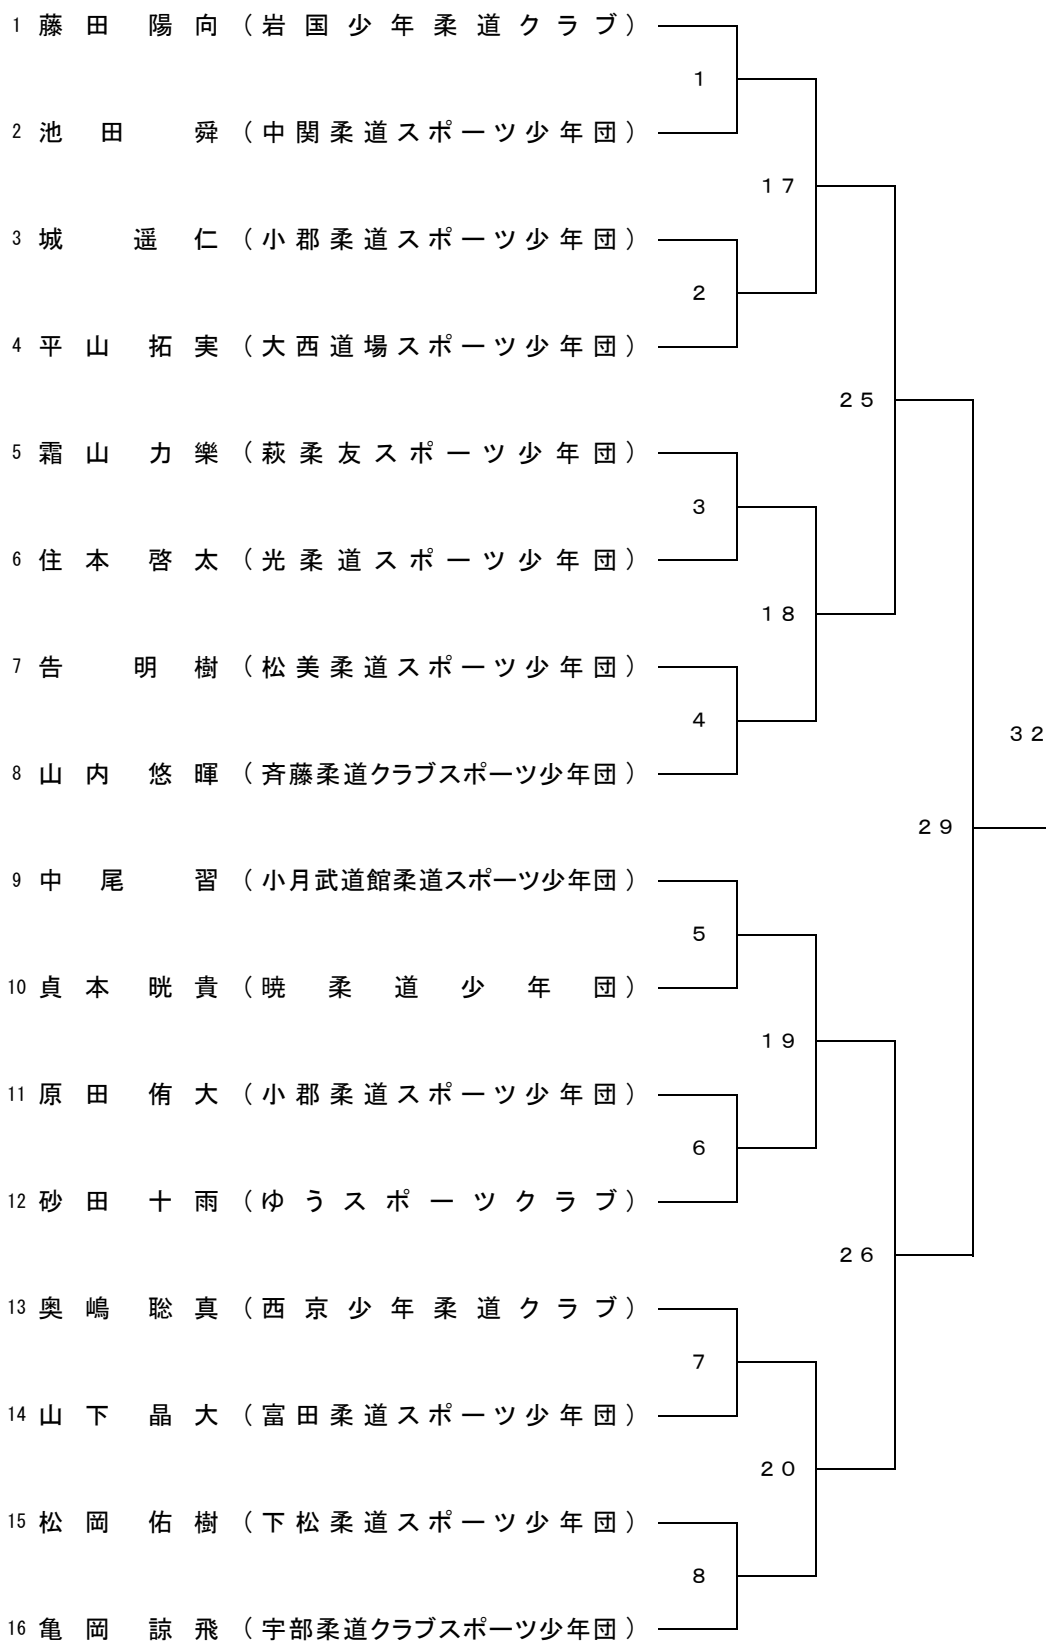 1 藤田 陽向 （岩国少年柔道クラブ）
1
2 池田 舜 （中関柔道スポーツ少年団）
17
3 城 遥仁 （小郡柔道スポーツ少年団）
2
4 平山 拓実 （大西道場スポーツ少年団）
25
5 霜山 力樂 （萩柔友スポーツ少年団）
3
6 住本 啓太 （光柔道スポーツ少年団）
18
7 告 明樹 （松美柔道スポーツ少年団）
4
32
8 山内 悠暉 （斉藤柔道クラブスポーツ少年団）
29
9 中尾 習 （小月武道館柔道スポーツ少年団）
5
10 貞本 晄貴 （暁柔道少年団）
19
11 原田 侑大 （小郡柔道スポーツ少年団）
6
12 砂田 十雨 （ゆうスポーツクラブ）
26
13 奥嶋 聡真 （西京少年柔道クラブ）
7
14 山下 晶大 （富田柔道スポーツ少年団）
20
15 松岡 佑樹 （下松柔道スポーツ少年団）
8
16 亀岡 諒飛 （宇部柔道クラブスポーツ少年団）